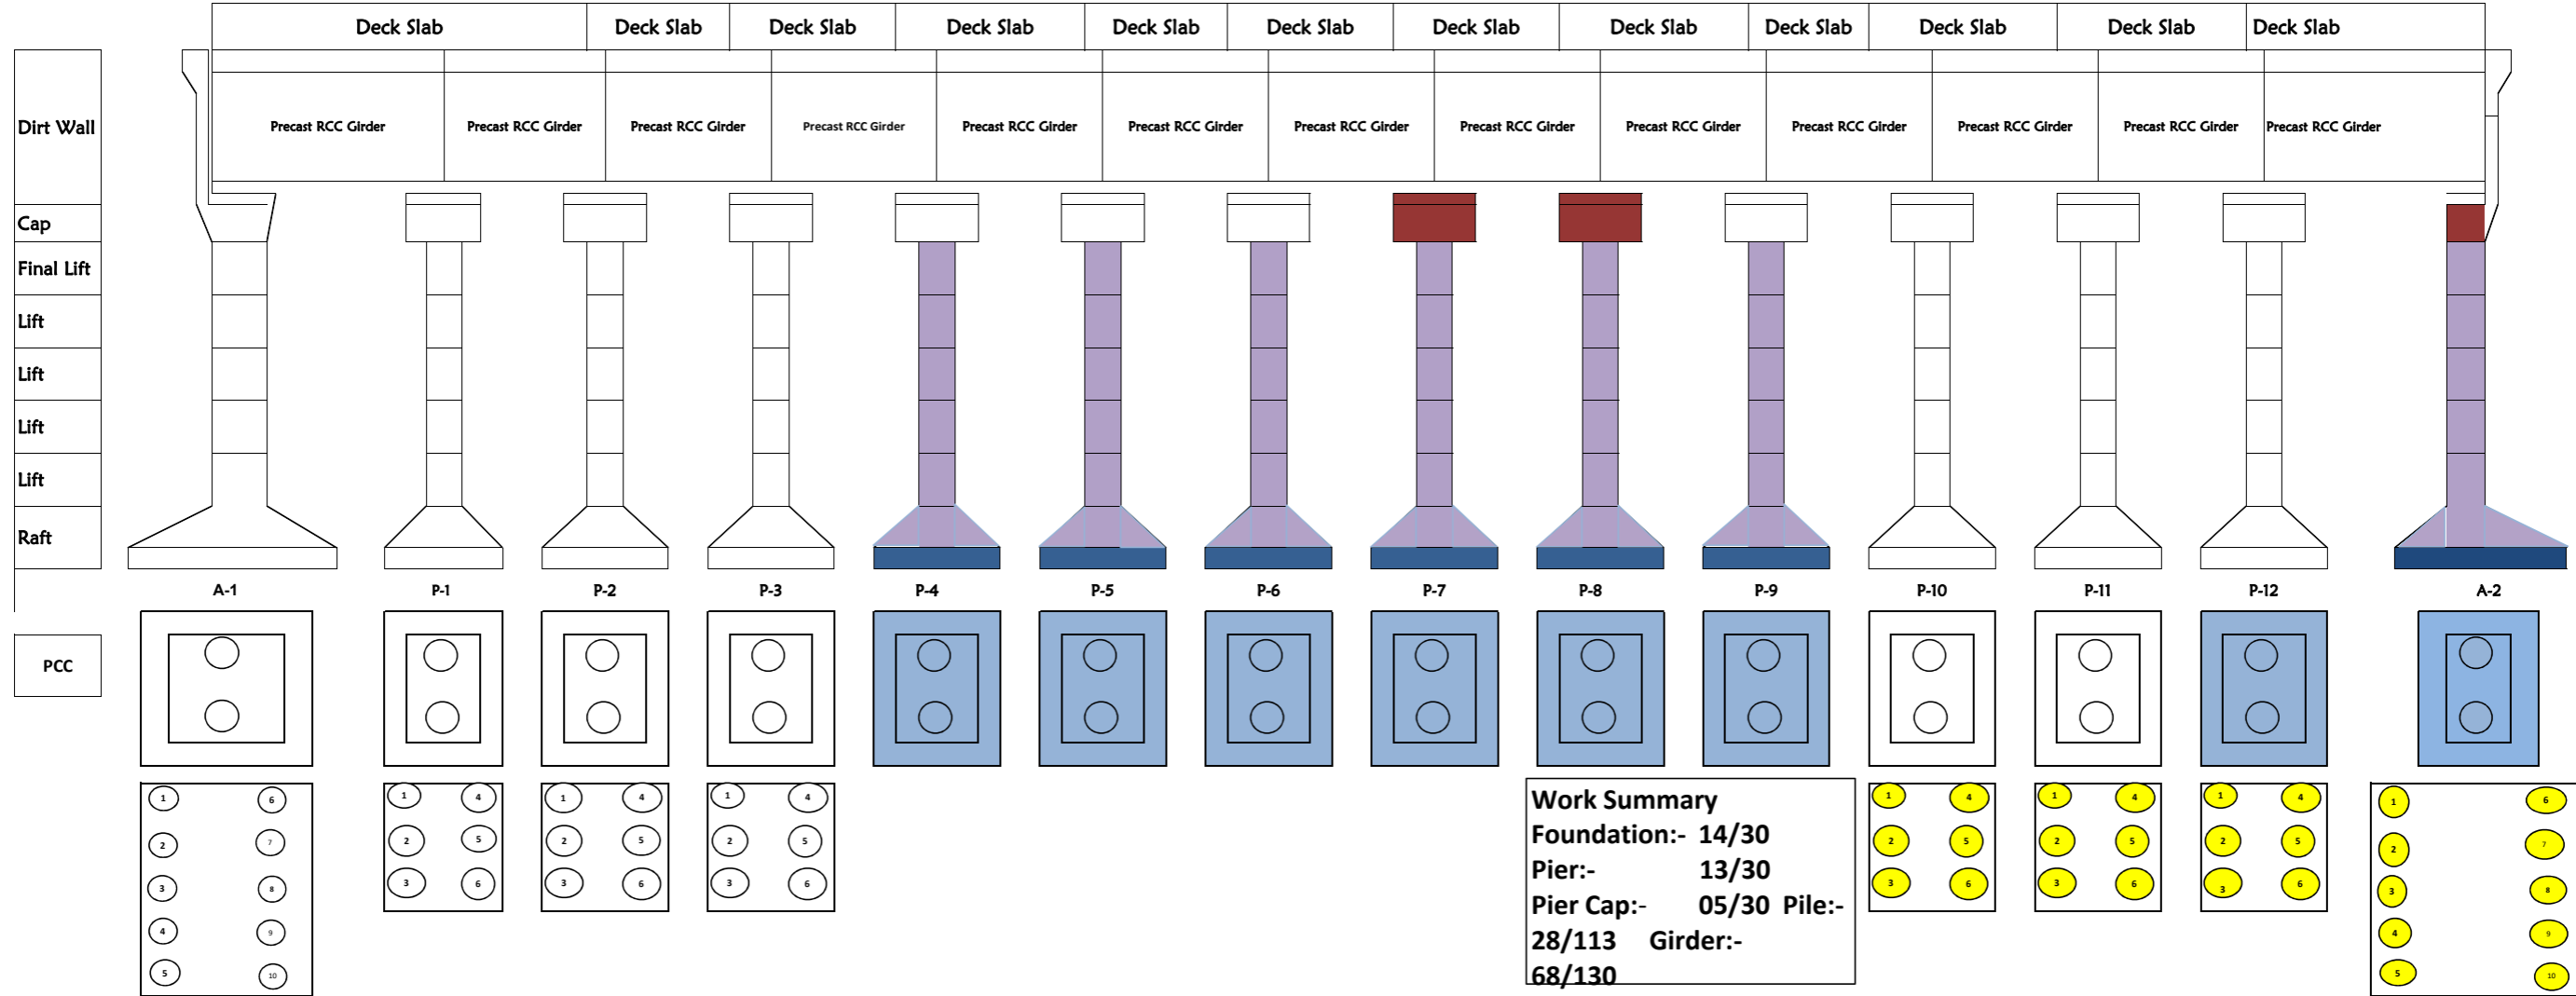 Deck Slab Deck Slab Deck Slab Deck Slab Deck Slab Deck Slab Deck Slab Deck Slab Deck Slab Deck Slab Deck Slab Deck Slab
Dirt Wall Precast RCC Girder Precast RCC Girder Precast RCC Girder Precast RCC Girder Precast RCC Girder Precast RCC Girder Precast RCC Girder Precast RCC Girder Precast RCC Girder Precast RCC Girder Precast RCC Girder Precast RCC Girder Precast RCC Girder
Cap
Final Lift
Lift
Lift
Lift
Lift
Raft
A-1 P-1 P-2 P-3 P-4 P-5 P-6 P-7 P-8 P-9 P-10 P-11 P-12 A-2
PCC
1 6 1 4 1 4 1 4 1 4 1 4 1 4 1 6
2 7 2 5 2 5 2 5 2 5 2 5 2 5 2 7
3 8 3 6 3 6 3 6 3 6 3 6 3 6 3 8
4 9 4 9
5 10 5 10
Work Summary
Foundation:- 14/30
Pier:- 13/30
Pier Cap:- 05/30 Pile:-
28/113 Girder:-
68/130